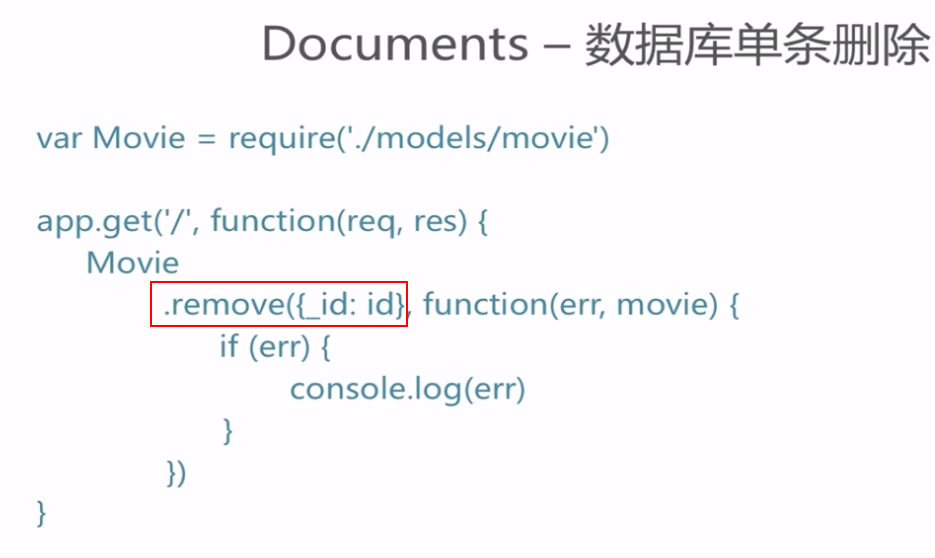 Documents – 数据库单条删除
var Movie = require('./models/movie')
app.get('/', function(req, res) {
Movie
.remove({_id: id}, function(err, movie) {
if (err) {
console.log(err)
}
})
}